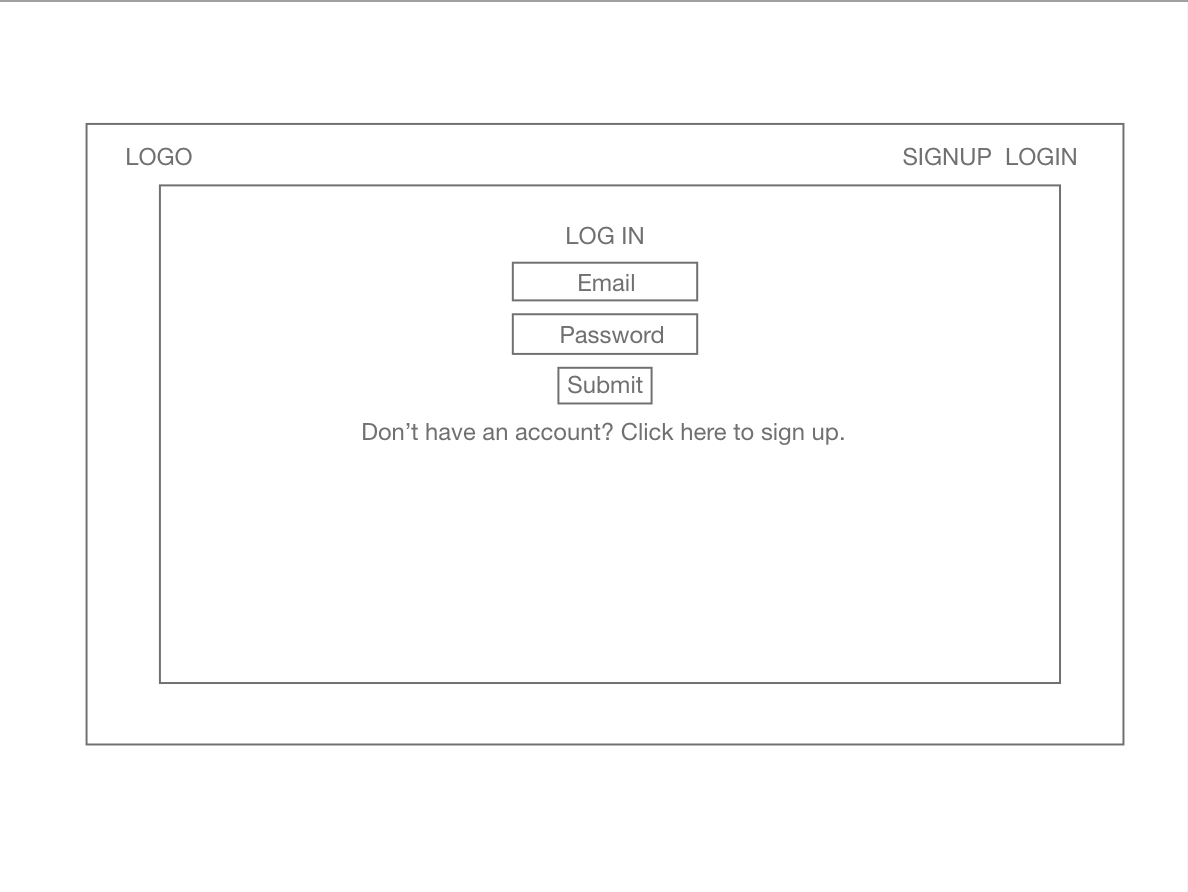 LOGO SIGNUP LOGIN
LOG IN
Email
Password
Submit
Don’t have an account? Click here to sign up.